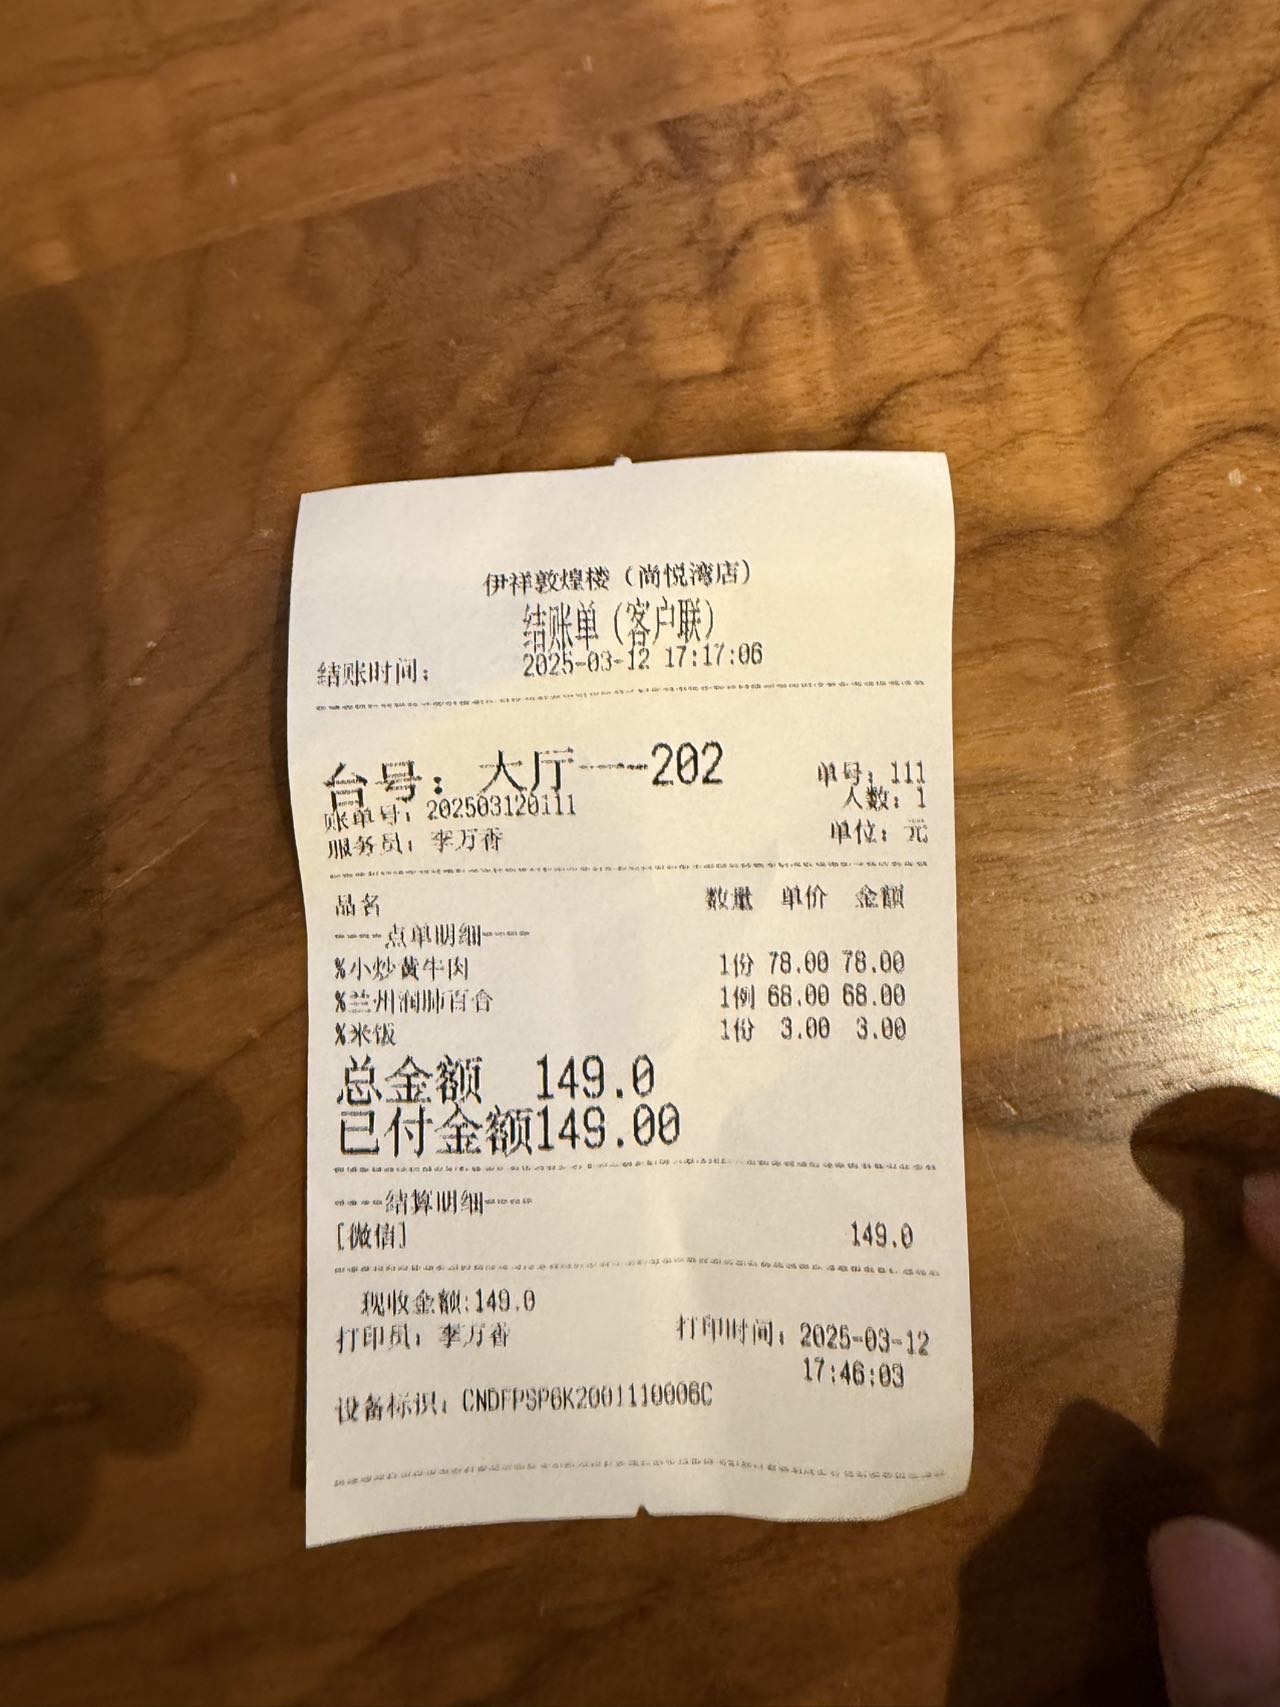 伊祥敦煌楼（尚悦湾店）
结账单（客户联）
结账时间： 2025-03-12 17:17:06
台号：大厅---202 单号：111
人数：1
账单号：202503120111
服务员：李万香 单位：元
品名 数量 单价 金额
-----点单明细-----
%小炒黄牛肉 1份 78.00 78.00
%兰州润肺百合 1例 68.00 68.00
%米饭 1份 3.00 3.00
总金额 149.0
已付金额149.00
-----结算明细-----
[微信] 149.0
现收金额:149.0
打印员：李万香 打印时间：2025-03-12
17:46:03
设备标识：CNDFPSP6K2001110006C